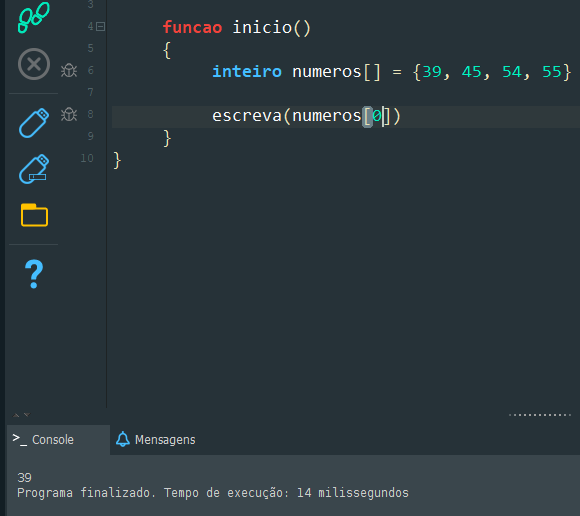 3
4 funcao inicio()
5 {
6 inteiro numeros[] = {39, 45, 54, 55}
7
8 escreva(numeros[0])
9 }
10 }
?
>_ Console Mensagens
39
Programa finalizado. Tempo de execução: 14 milissegundos